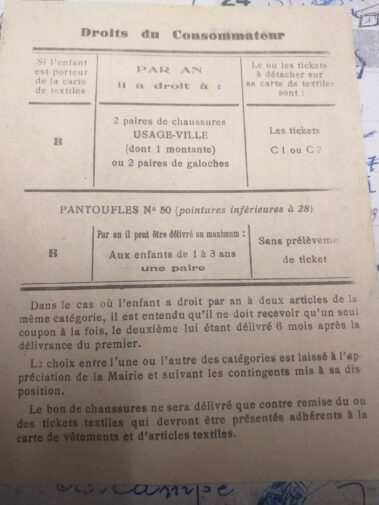 24
Droits du Consommateur
Si l'enfant
est porteur
de la carte
de textiles
PAR AN
il a droit à :
Le ou les tickets
à détacher sur
sa carte de textiles
sont :
B
2 paires de chaussures
USAGE-VILLE
(dont 1 montante)
ou 2 paires de galoches
Les tickets
C 1 ou C 2
PANTOUFLES N° 50 (pointures inférieures à 28)
B
Par an il peut être délivré au maximum :
Aux enfants de 1 à 3 ans
une paire
Sans prélèveme
de ticket
Dans le cas où l'enfant a droit par an à deux articles de la
même catégorie, il est entendu qu'il ne doit recevoir qu'un seul
coupon à la fois, le deuxième lui étant délivré 6 mois après la
délivrance du premier.
Le choix entre l'une ou l'autre des catégories est laissé à l'ap-
préciation de la Mairie et suivant les contingents mis à sa dis-
position.
Le bon de chaussures ne sera délivré que contre remise du ou
des tickets textiles qui devront être présentés adhérents à la
carte de vêtements et d'articles textiles.